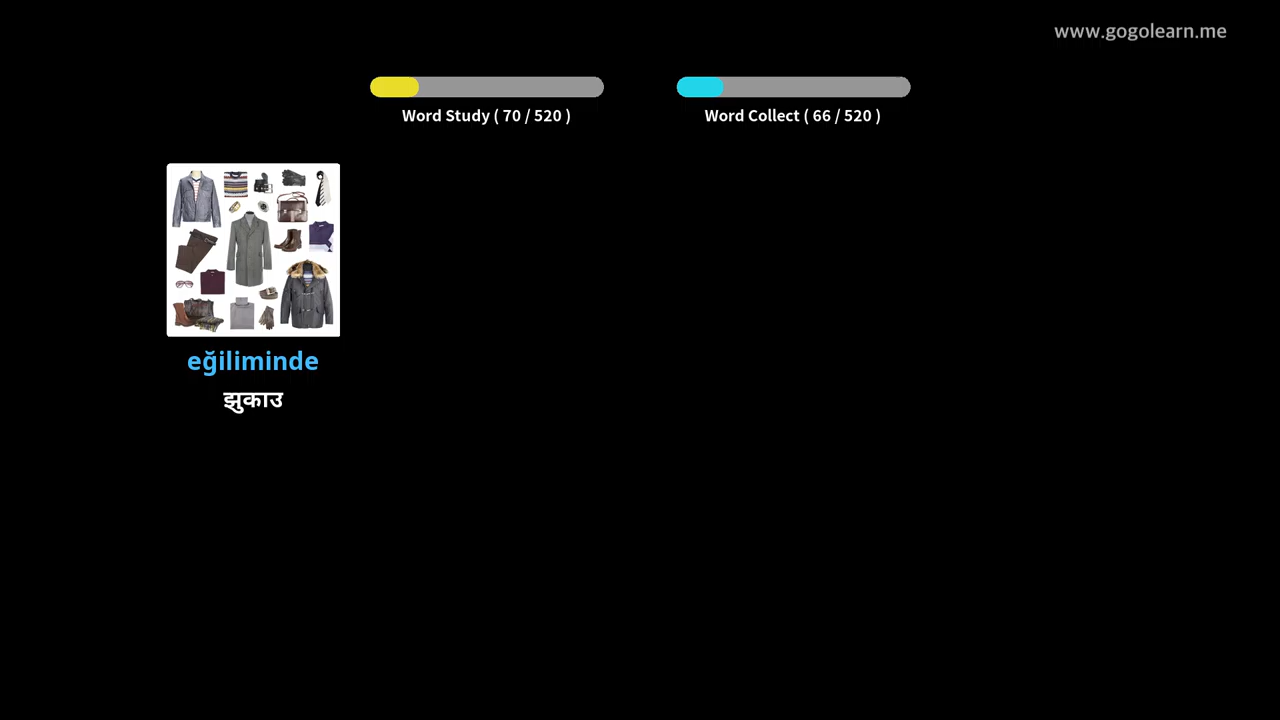 www.gogolearn.me
Word Study ( 70 / 520 )
Word Collect ( 66 / 520 )
eğiliminde
झुकाउ